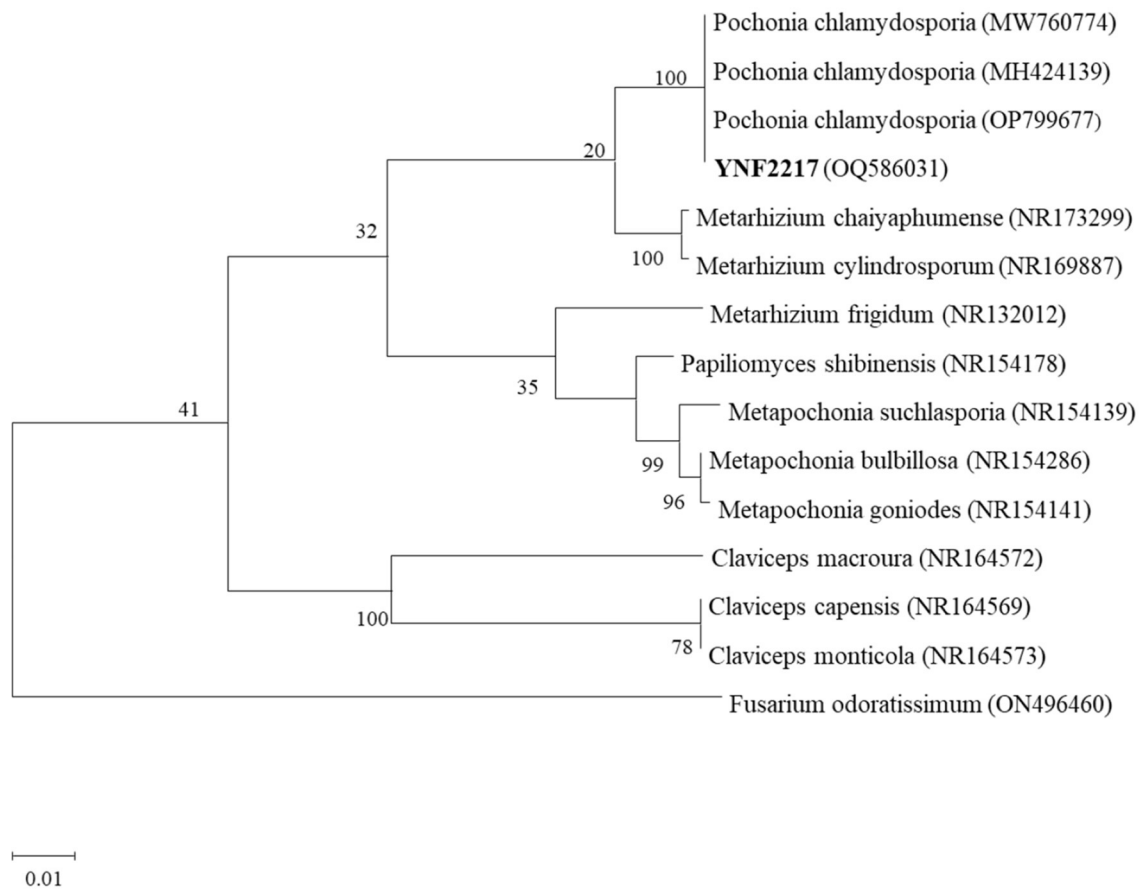 Pochonia chlamydosporia (MW760774)
100
Pochonia chlamydosporia (MH424139)
Pochonia chlamydosporia (OP799677)
20
YNF2217 (OQ586031)
Metarhizium chaiyaphumense (NR173299)
32
100
Metarhizium cylindrosporum (NR169887)
Metarhizium frigidum (NR132012)
Papiliomyces shibinensis (NR154178)
35
41
Metapochonia suchlasporia (NR154139)
99
Metapochonia bulbillosa (NR154286)
96
Metapochonia goniodes (NR154141)
Claviceps macroura (NR164572)
100
Claviceps capensis (NR164569)
78
Claviceps monticola (NR164573)
Fusarium odoratissimum (ON496460)
0.01